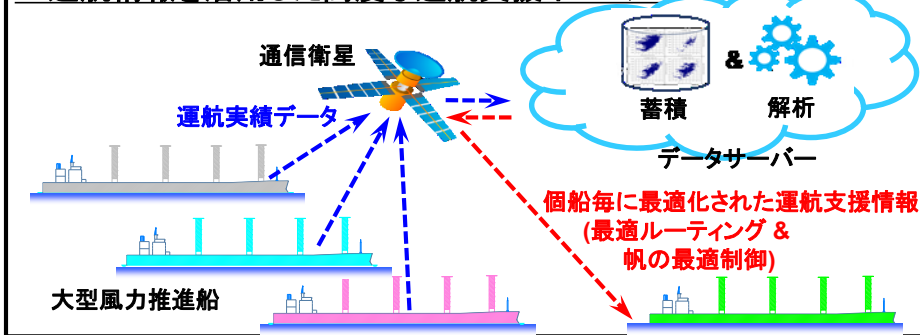 通信衛星
運航実績データ
&
蓄積
解析
データサーバー
個船毎に最適化された運航支援情報
(最適ルーティング &
帆の最適制御)
大型風力推進船